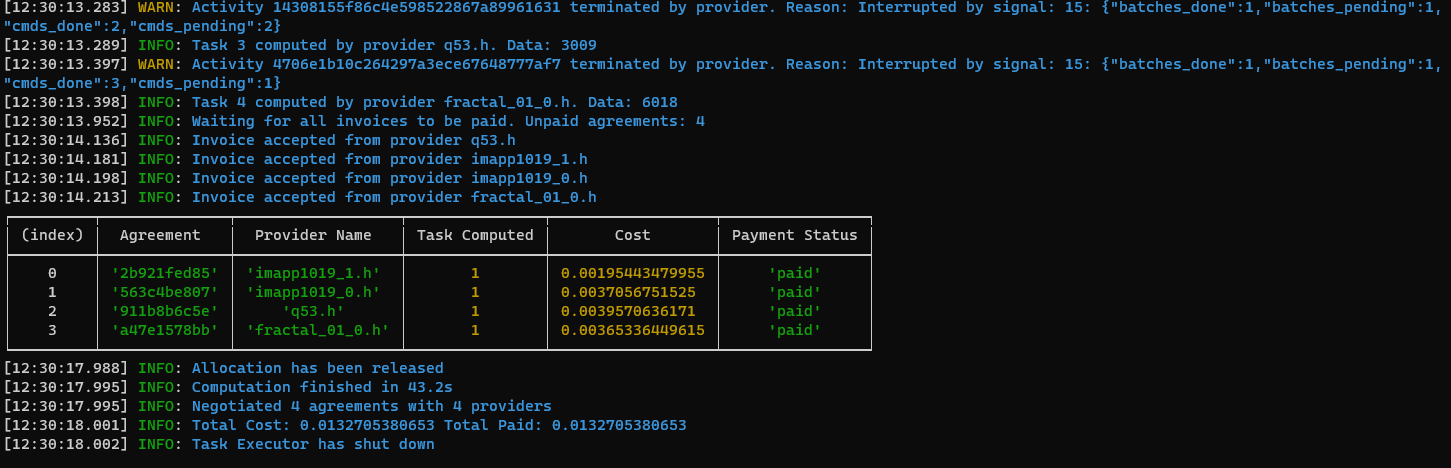 [12:30:13.283] WARN: Activity 14308155f86c4e598522867a89961631 terminated by provider. Reason: Interrupted by signal: 15: {"batches_done":1,"batches_pending":1,
"cmds_done":2,"cmds_pending":2}
[12:30:13.289] INFO: Task 3 computed by provider q53.h. Data: 3009
[12:30:13.397] WARN: Activity 4706e1b10c264297a3ece67648777af7 terminated by provider. Reason: Interrupted by signal: 15: {"batches_done":1,"batches_pending":1,
"cmds_done":3,"cmds_pending":1}
[12:30:13.398] INFO: Task 4 computed by provider fractal_01_0.h. Data: 6018
[12:30:13.952] INFO: Waiting for all invoices to be paid. Unpaid agreements: 4
[12:30:14.136] INFO: Invoice accepted from provider q53.h
[12:30:14.181] INFO: Invoice accepted from provider imapp1019_1.h
[12:30:14.198] INFO: Invoice accepted from provider imapp1019_0.h
[12:30:14.213] INFO: Invoice accepted from provider fractal_01_0.h
(index) Agreement Provider Name Task Computed Cost Payment Status
0 '2b921fed85' 'imapp1019_1.h' 1 0.00195443479955 'paid'
1 '563c4be807' 'imapp1019_0.h' 1 0.0037056751525 'paid'
2 '911b8b6c5e' 'q53.h' 1 0.0039570636171 'paid'
3 'a47e1578bb' 'fractal_01_0.h' 1 0.00365336449615 'paid'
[12:30:17.988] INFO: Allocation has been released
[12:30:17.995] INFO: Computation finished in 43.2s
[12:30:17.995] INFO: Negotiated 4 agreements with 4 providers
[12:30:18.001] INFO: Total Cost: 0.0132705380653 Total Paid: 0.0132705380653
[12:30:18.002] INFO: Task Executor has shut down